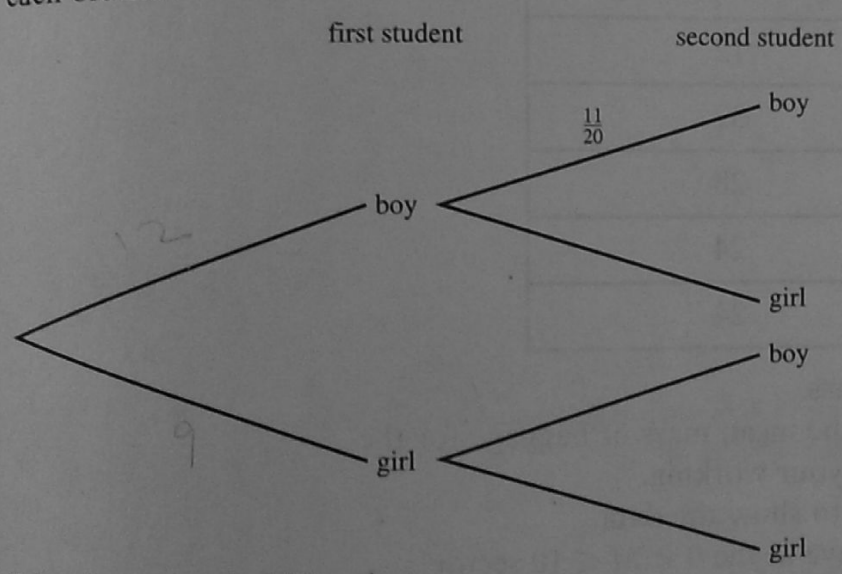 first student
second student
boy
11
20
boy
12
girl
boy
9
girl
girl